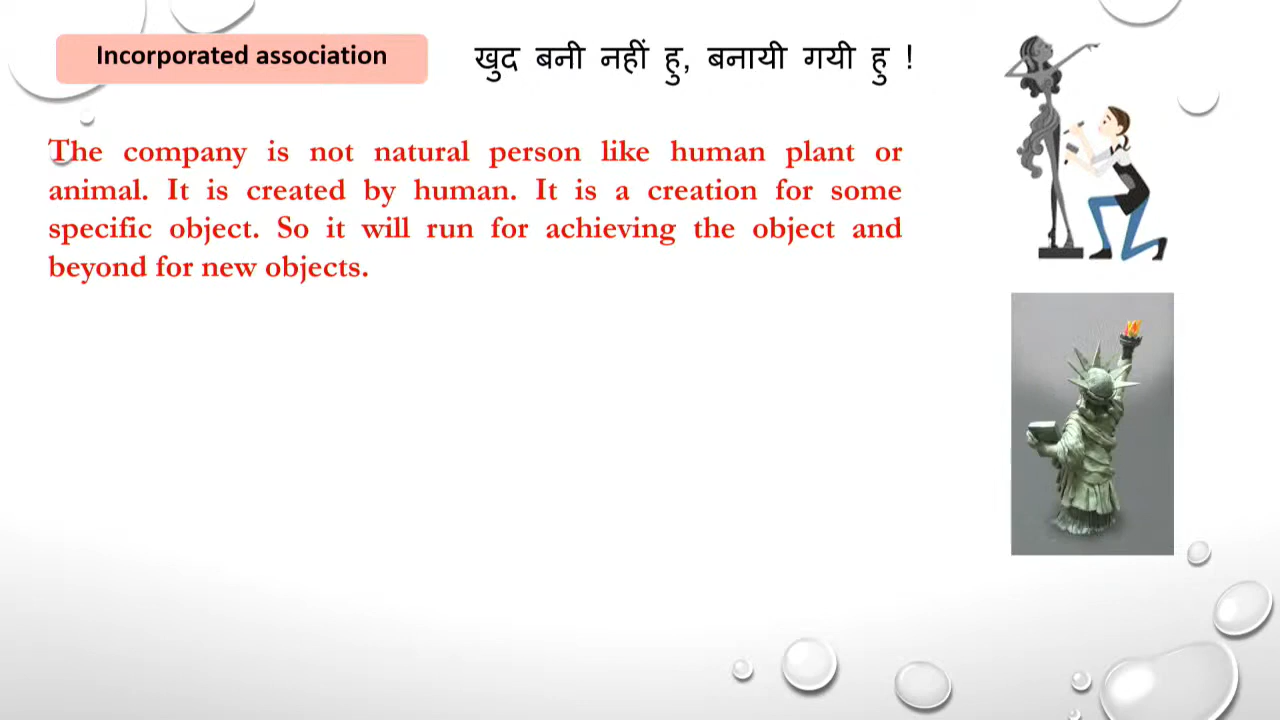 Incorporated association
खुद बनी नहीं हु, बनायी गयी हु !
The company is not natural person like human plant or
animal. It is created by human. It is a creation for some
specific object. So it will run for achieving the object and
beyond for new objects.